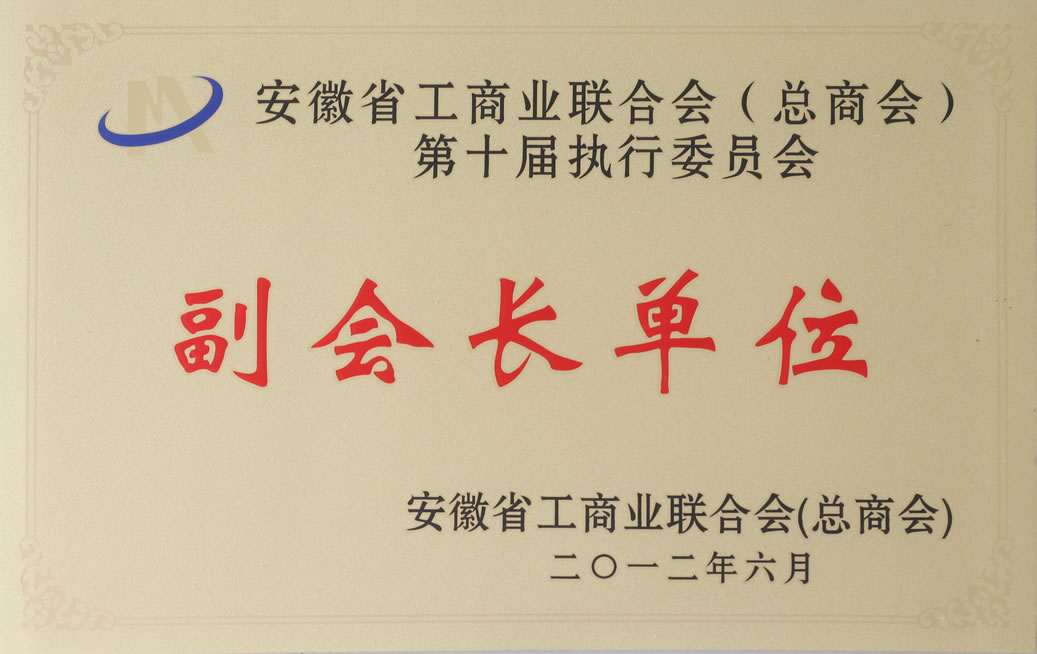 安徽省工商业联合会（总商会）
第十届执行委员会
副会长单位
安徽省工商业联合会(总商会)
二〇一二年六月